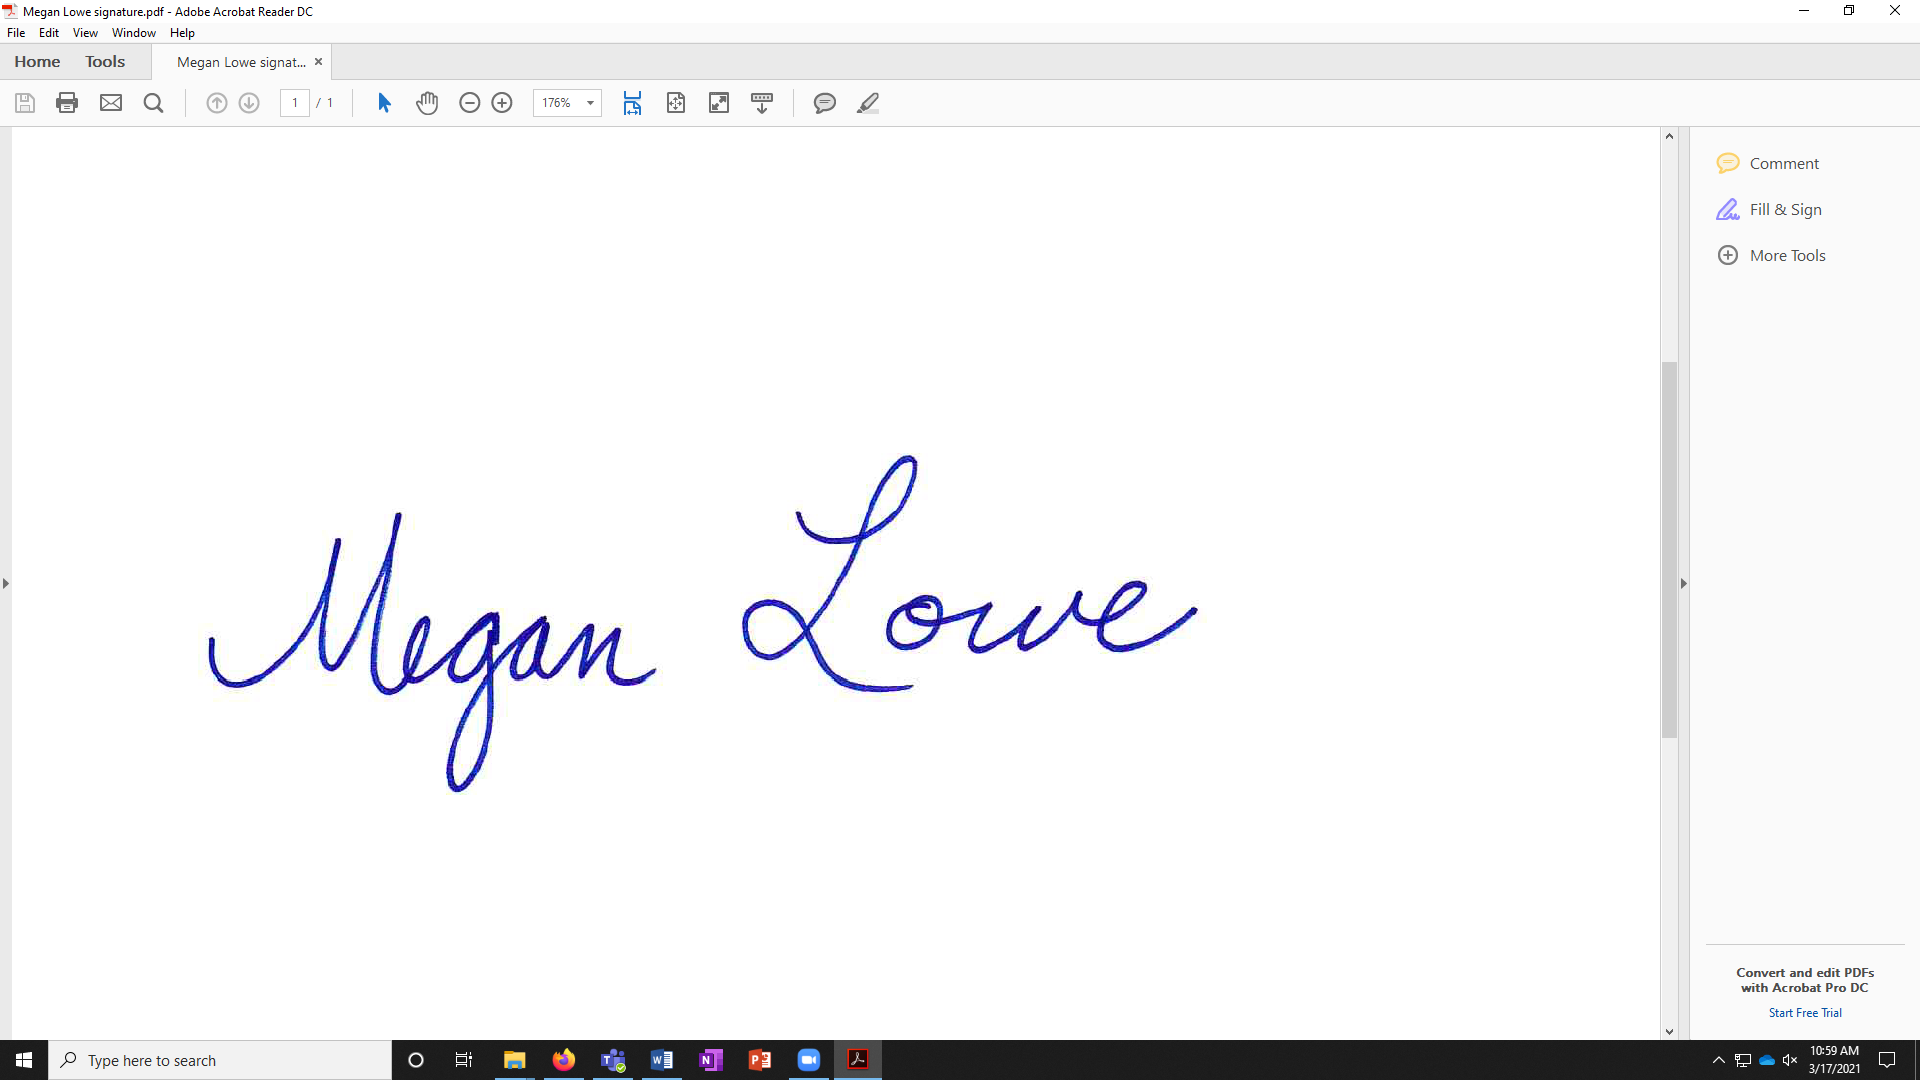 Megan Lowe signature.pdf - Adobe Acrobat Reader DC
File Edit View Window Help
Home Tools Megan Lowe signat... ×
1 / 1 176%
Comment
Fill & Sign
More Tools
Megan Lowe
Convert and edit PDFs
with Acrobat Pro DC
Start Free Trial
Type here to search
10:59 AM
3/17/2021